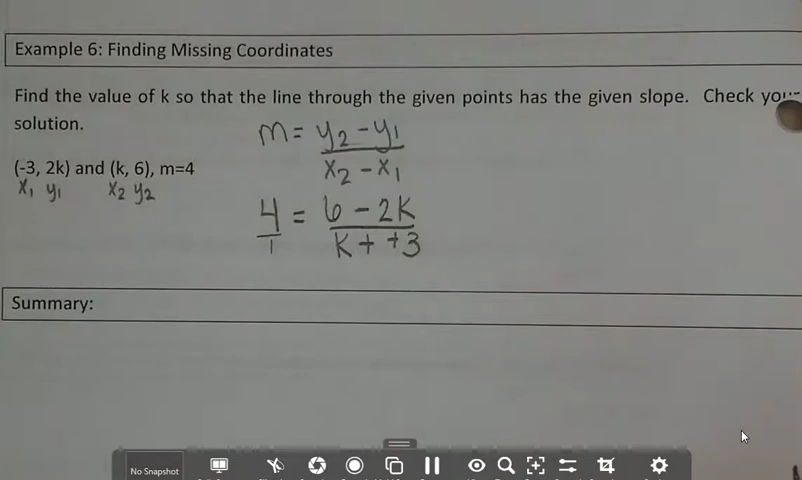 Example 6: Finding Missing Coordinates
Find the value of k so that the line through the given points has the given slope. Check your
solution.
m = y₂ - y₁
x₂ - x₁
(-3, 2k) and (k, 6), m=4
x₁ y₁ x₂ y₂
4 = 6 - 2k
1 k + +3
Summary:
No Snapshot